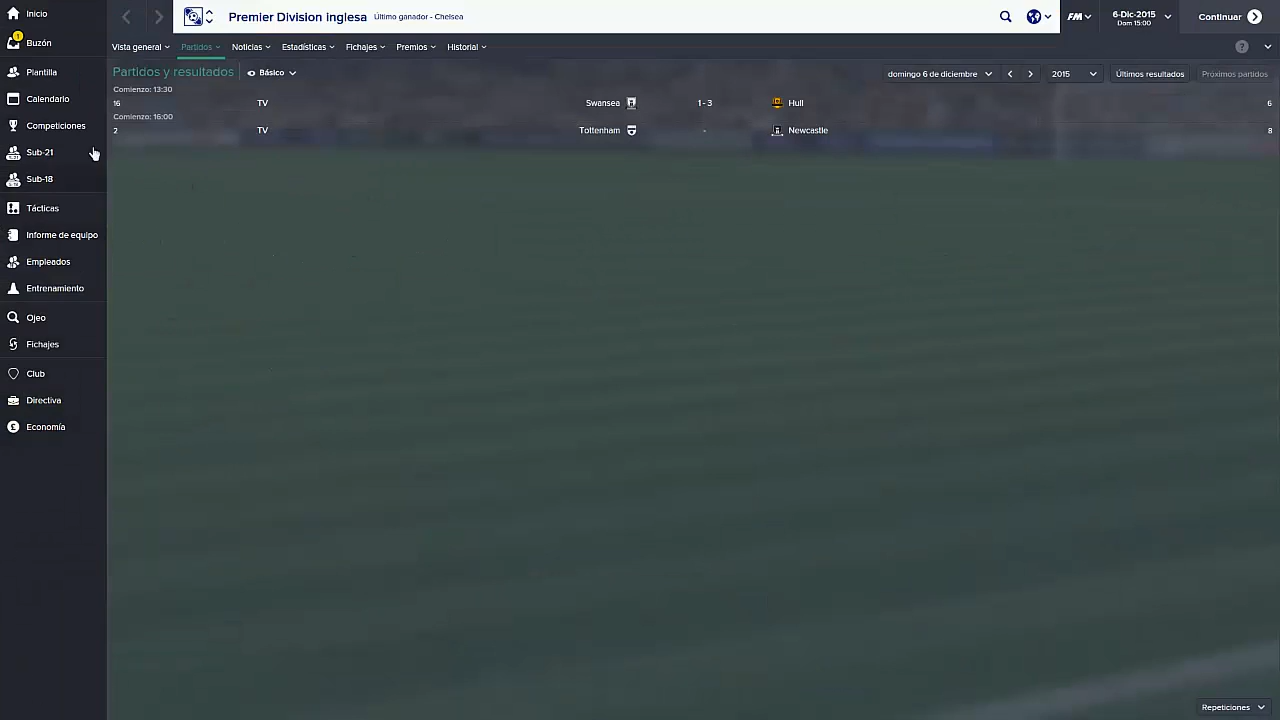 Inicio
Premier Division inglesa Último ganador - Chelsea
FM
6-Dic-2015
Dom 15:00
Continuar
1
Buzón
Vista general Partidos Noticias Estadísticas Fichajes Premios Historial
?
Plantilla
Calendario
Competiciones
Sub-21
Sub-18
Tácticas
Informe de equipo
Empleados
Entrenamiento
Ojeo
Fichajes
Club
Directiva
Economía
Partidos y resultados Básico
domingo 6 de diciembre 2015 Últimos resultados Próximos partidos
Comienzo: 13:30
16 TV Swansea 1 - 3 Hull 6
Comienzo: 16:00
2 TV Tottenham - Newcastle 8
Repeticiones